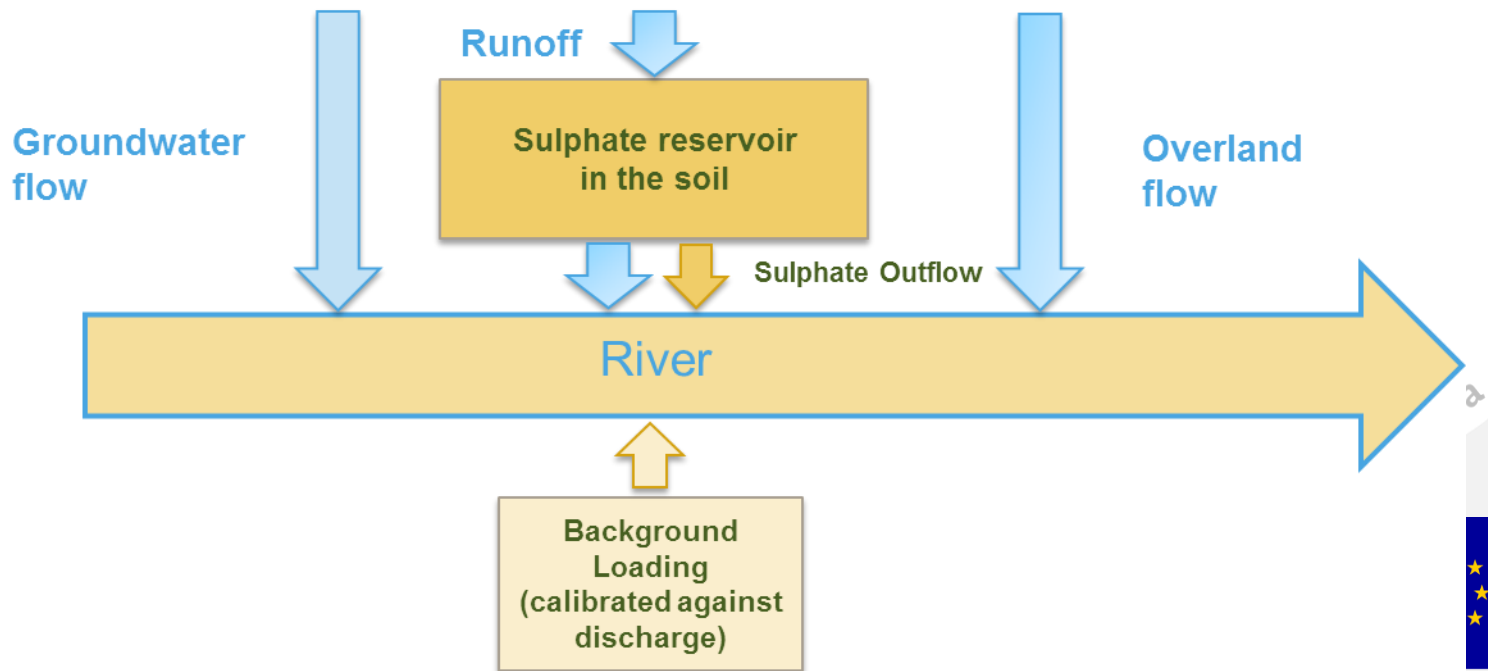 Runoff
Groundwater
flow
Sulphate reservoir
in the soil
Overland
flow
Sulphate Outflow
River
Background
Loading
(calibrated against
discharge)